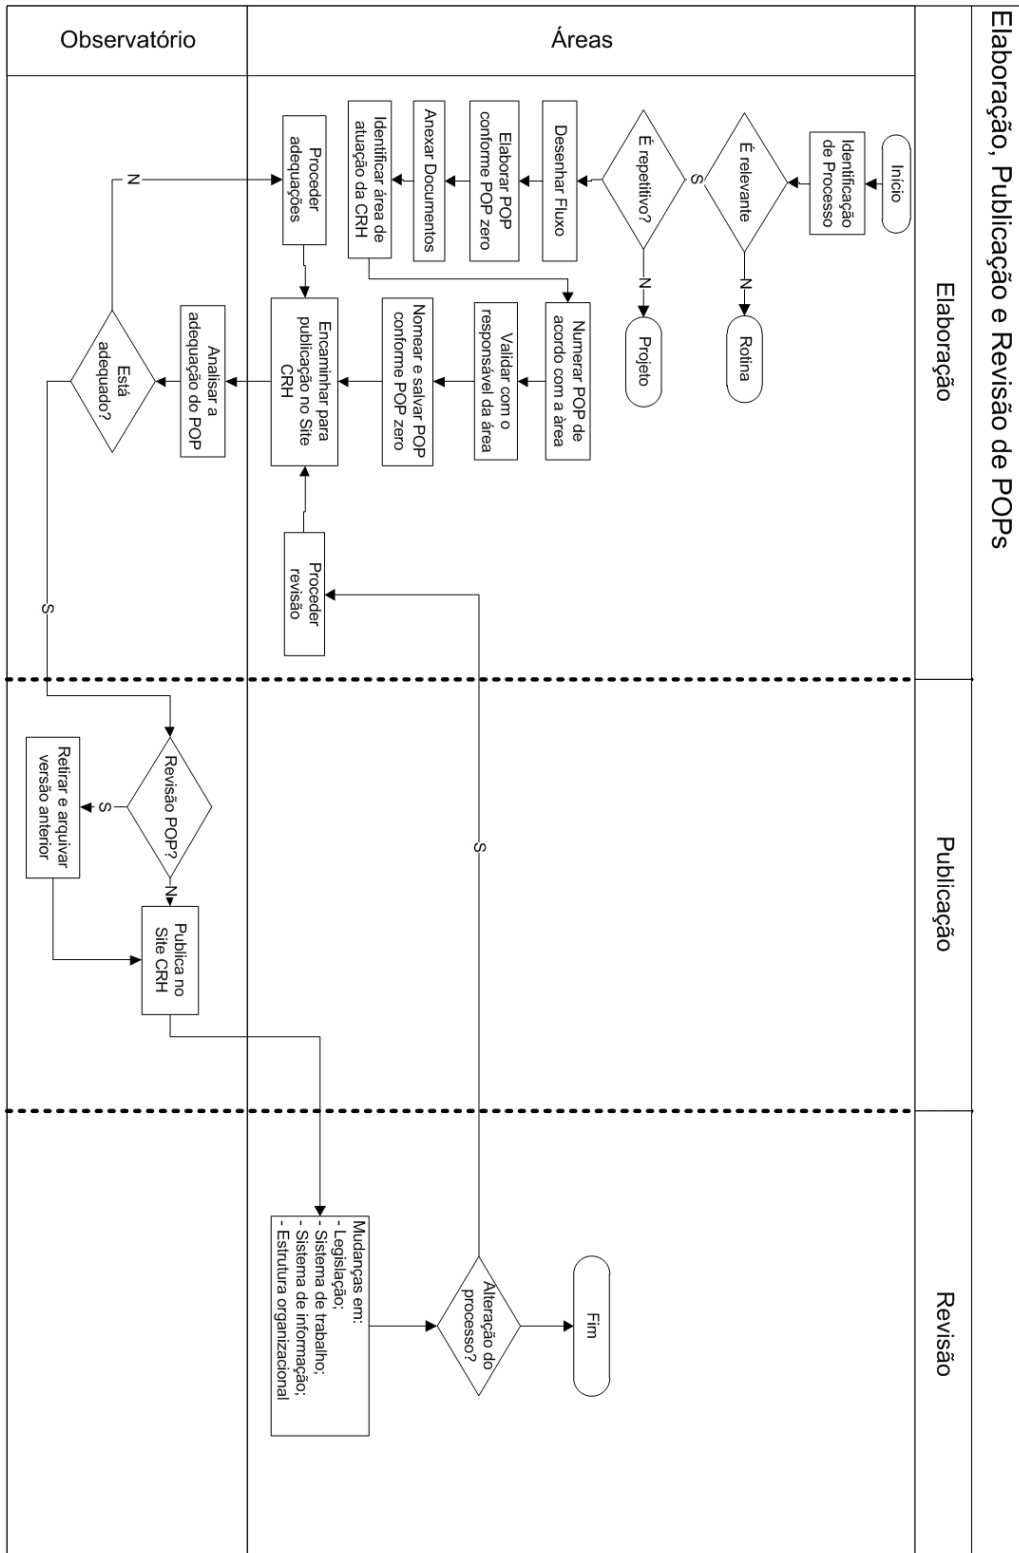 Elaboração, Publicação e Revisão de POPs
Elaboração
Publicação
Revisão
Áreas
Observatório
Início
Identificação
de Processo
É relevante
N
Rotina
S
É repetitivo?
N
Projeto
Desenhar Fluxo
Elaborar POP
conforme POP zero
Anexar Documentos
Identificar área de
atuação da CRH
Numerar POP de
acordo com a àrea
Validar com o
responsável da área
Nomear e salvar POP
conforme POP zero
Proceder
adequações
Encaminhar para
publicação no Site
CRH
Proceder
revisão
Analisar a
adequação do POP
Está
adequado?
N
S
Revisão POP?
S
N
Retirar e arquivar
versão anterior
Publica no
Site CRH
Mudanças em:
- Legislação;
- Sistema de trabalho;
- Sistema de informação;
- Estrutura organizacional
Alteração do
processo?
S
Fim